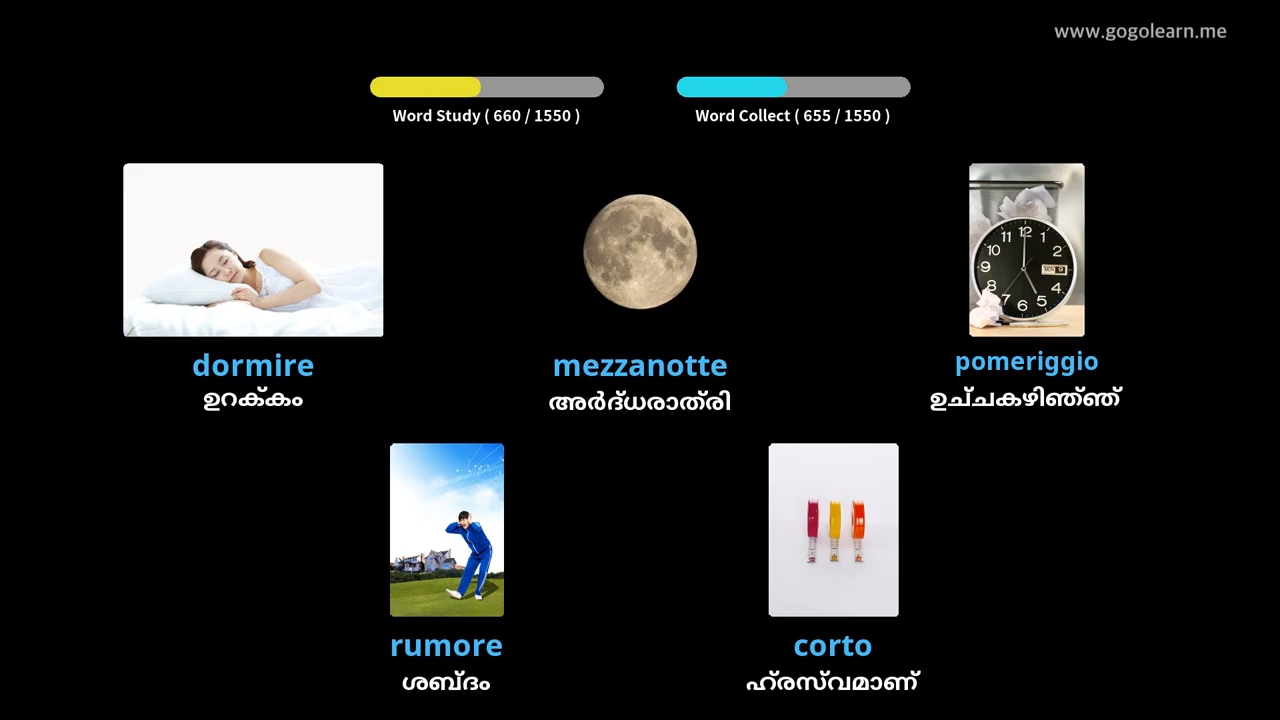 www.gogolearn.me
Word Study ( 660 / 1550 )
Word Collect ( 655 / 1550 )
dormire
ഉറക്കം
mezzanotte
അർദ്ധരാത്രി
pomeriggio
ഉച്ചകഴിഞ്ഞ്
rumore
ശബ്ദം
corto
ഹ്രസ്വമാണ്